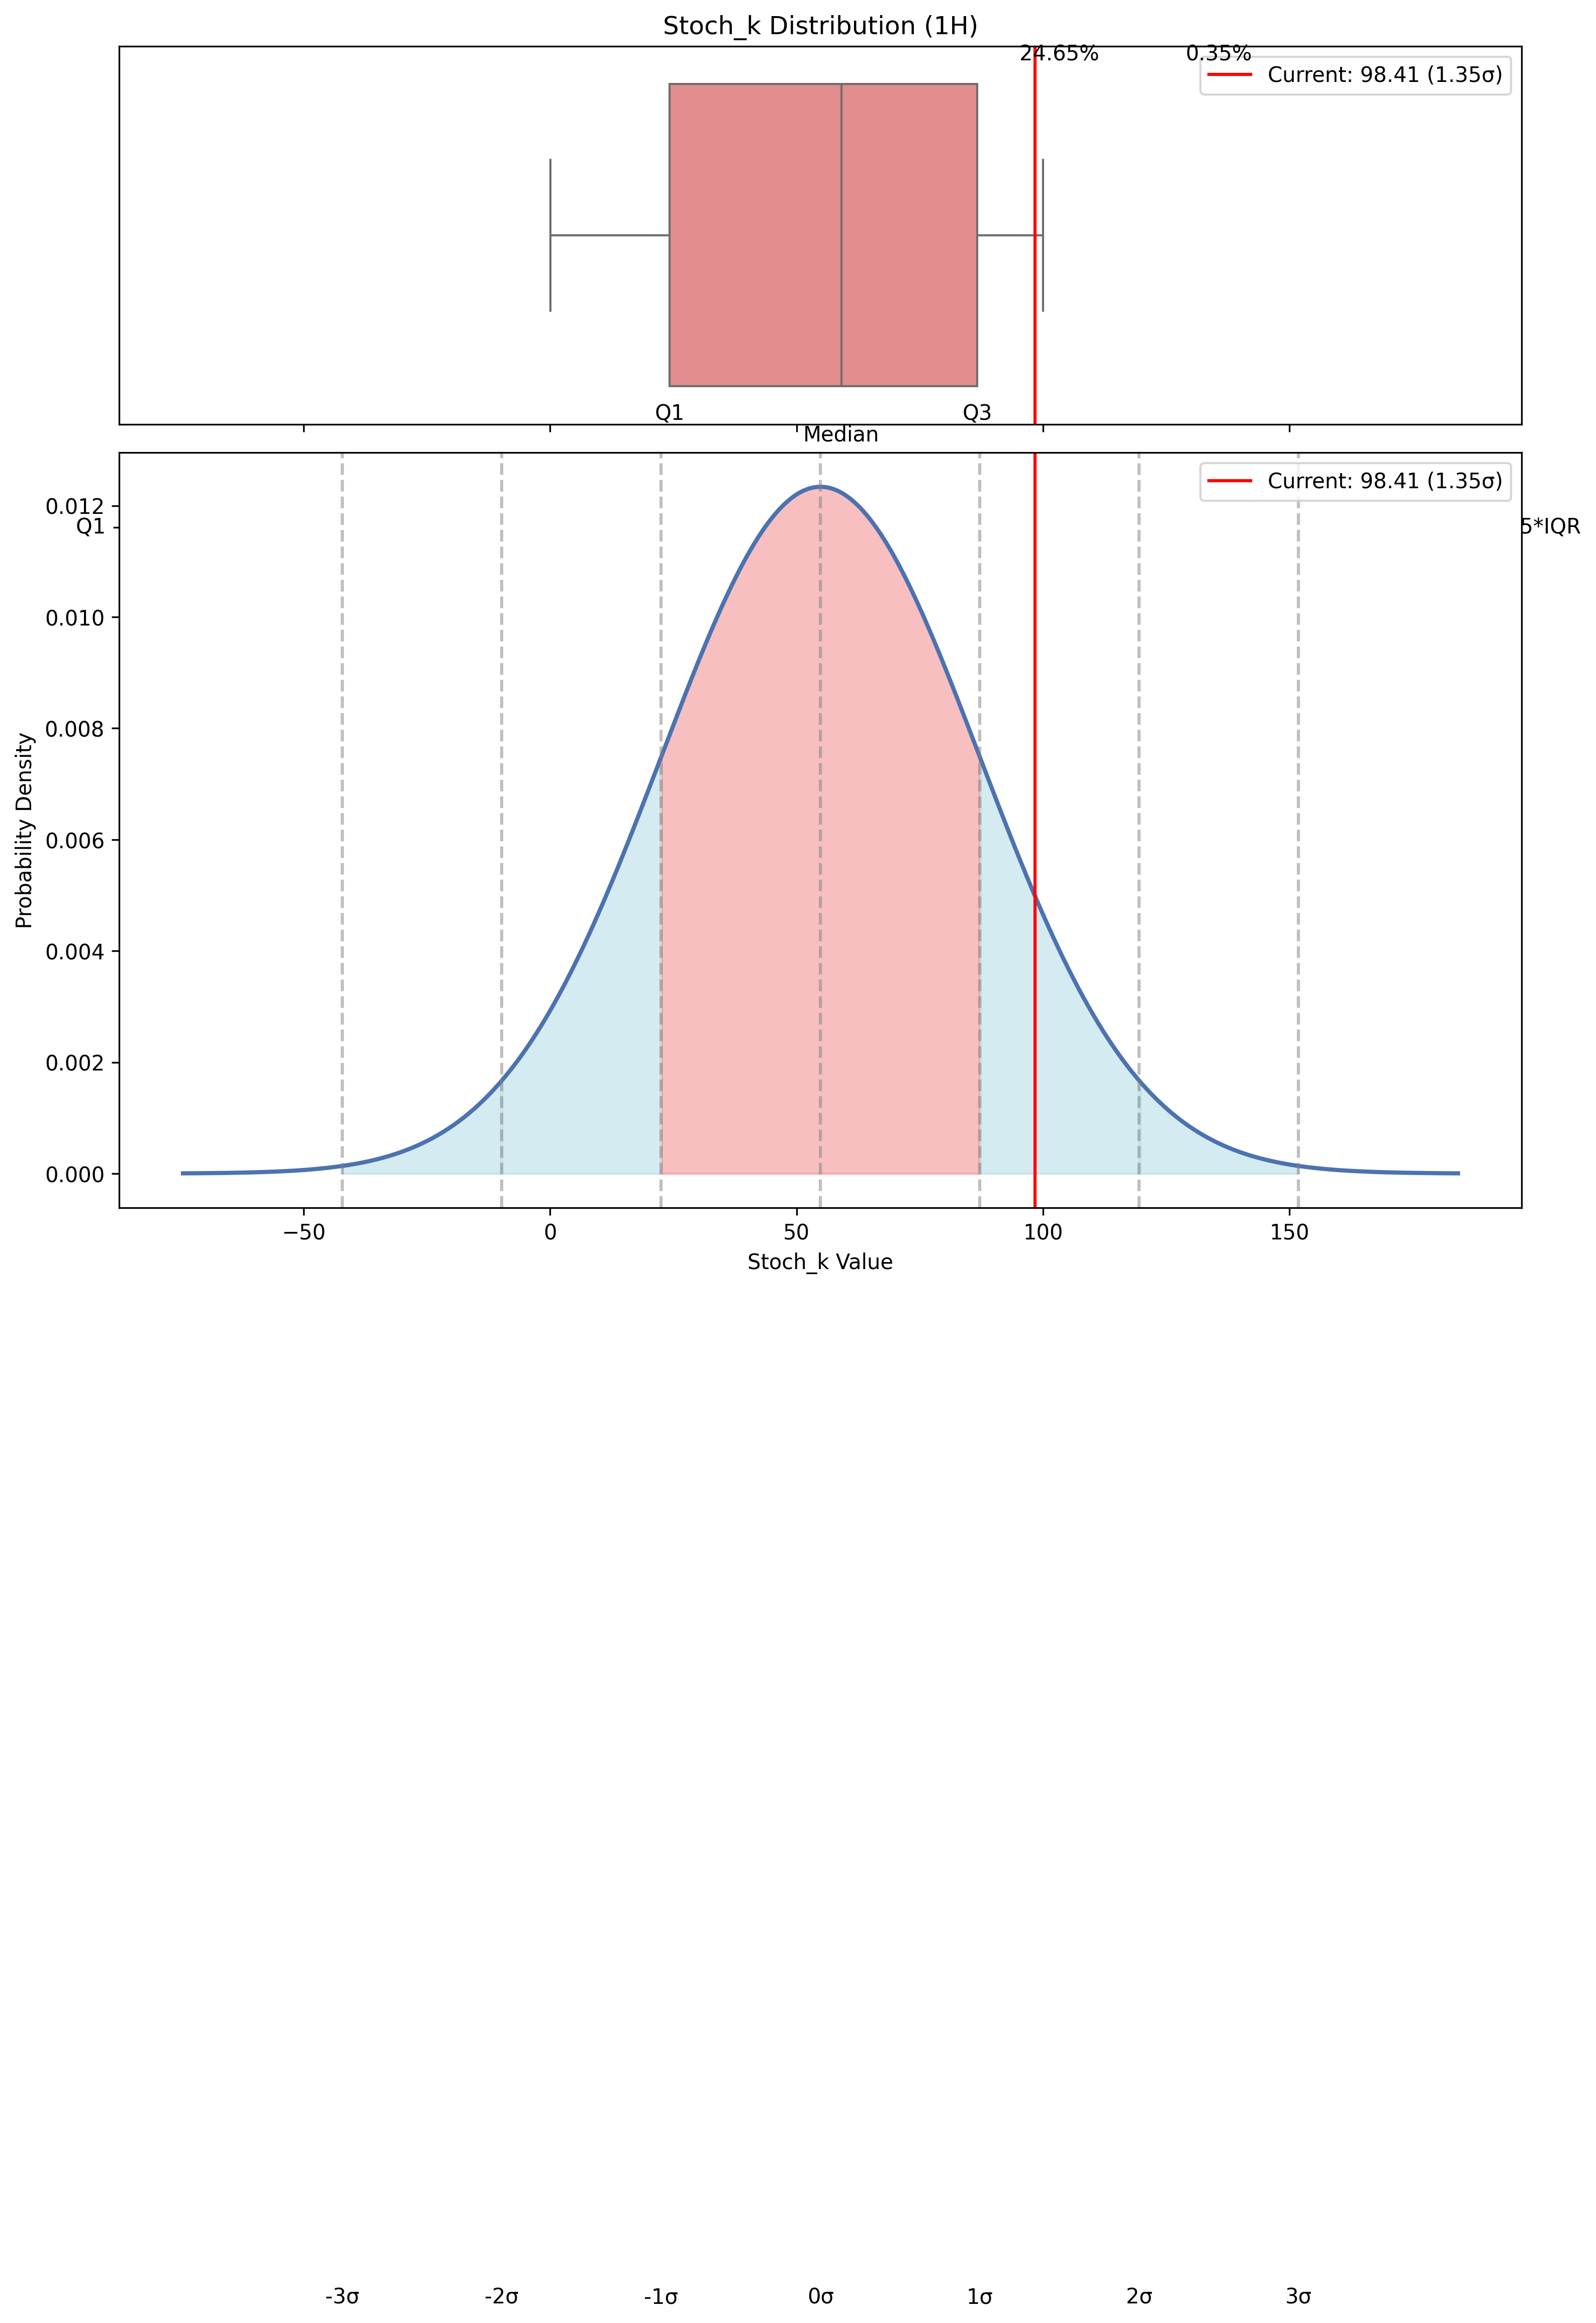 Stoch_k Distribution (1H)
24.65%
0.35%
Current: 98.41 (1.35σ)
Q1
Q3
Median
Current: 98.41 (1.35σ)
0.012
Q1
5*IQR
0.010
0.008
0.006
0.004
0.002
0.000
Probability Density
−50
0
50
100
150
Stoch_k Value
-3σ
-2σ
-1σ
0σ
1σ
2σ
3σ